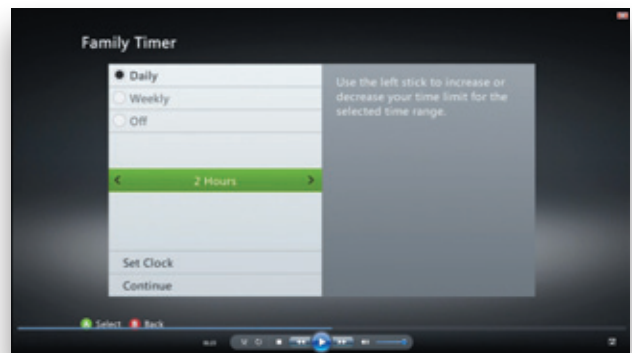 Family Timer
Daily
Weekly
Off
2 Hours
Set Clock
Continue
Use the left stick to increase or
decrease your time limit for the
selected time range.
A Select B Back